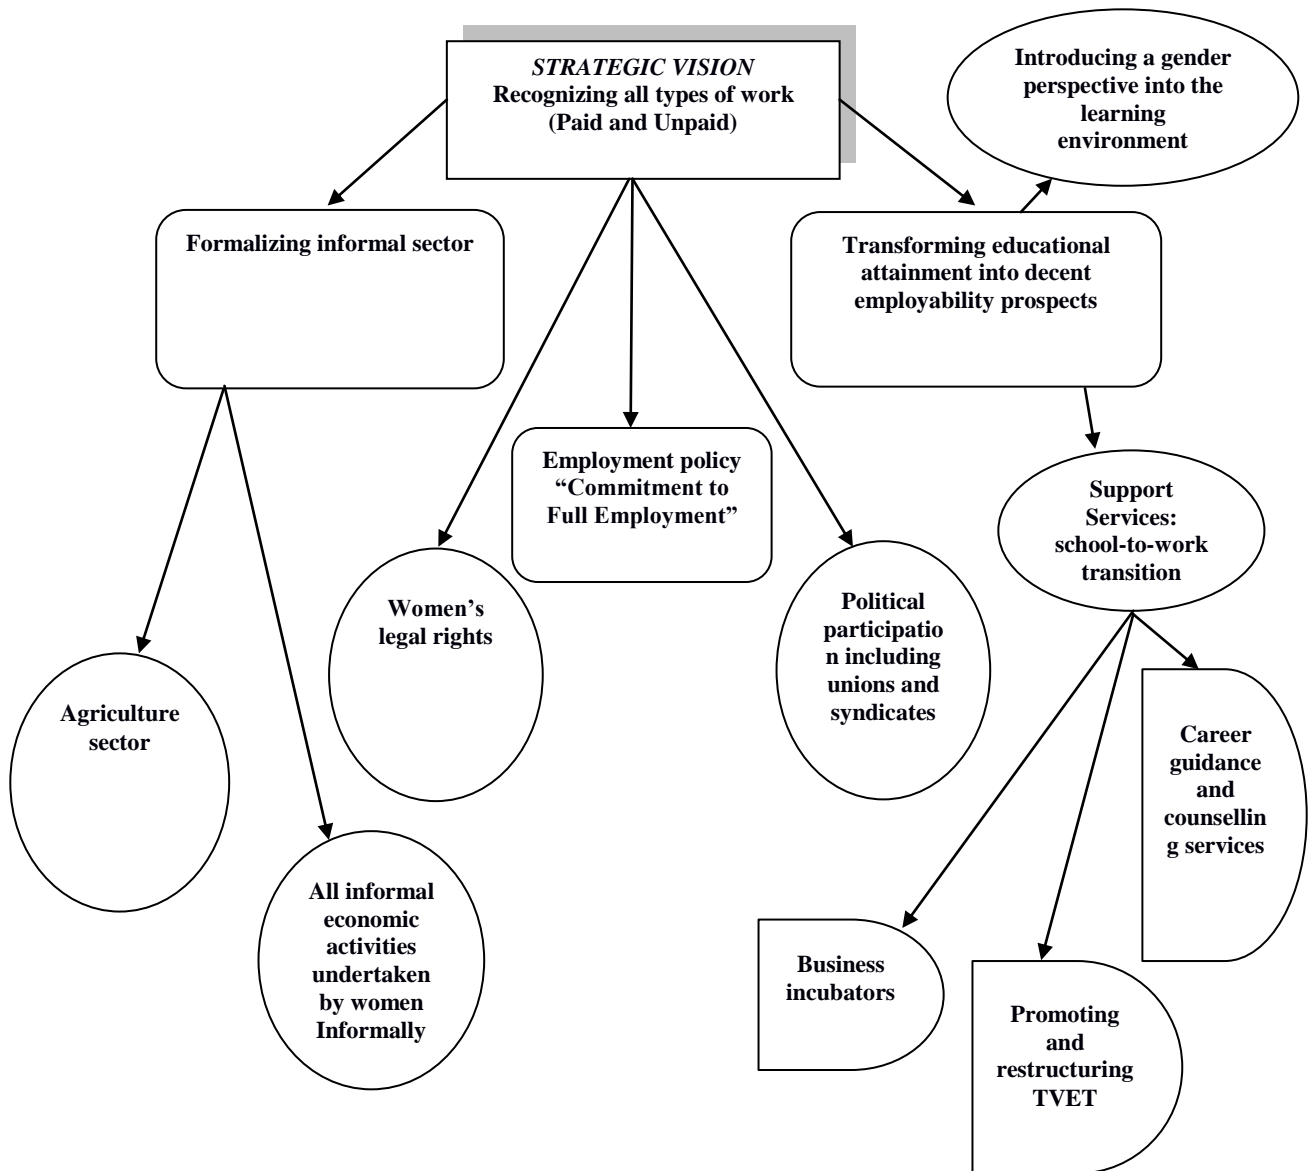 STRATEGIC VISION
Recognizing all types of work
(Paid and Unpaid)
Introducing a gender
perspective into the
learning
environment
Formalizing informal sector
Transforming educational
attainment into decent
employability prospects
Employment policy
“Commitment to
Full Employment”
Support
Services:
school-to-work
transition
Women’s
legal rights
Political
participatio
n including
unions and
syndicates
Agriculture
sector
Career
guidance
and
counsellin
g services
All informal
economic
activities
undertaken
by women
Informally
Business
incubators
Promoting
and
restructuring
TVET